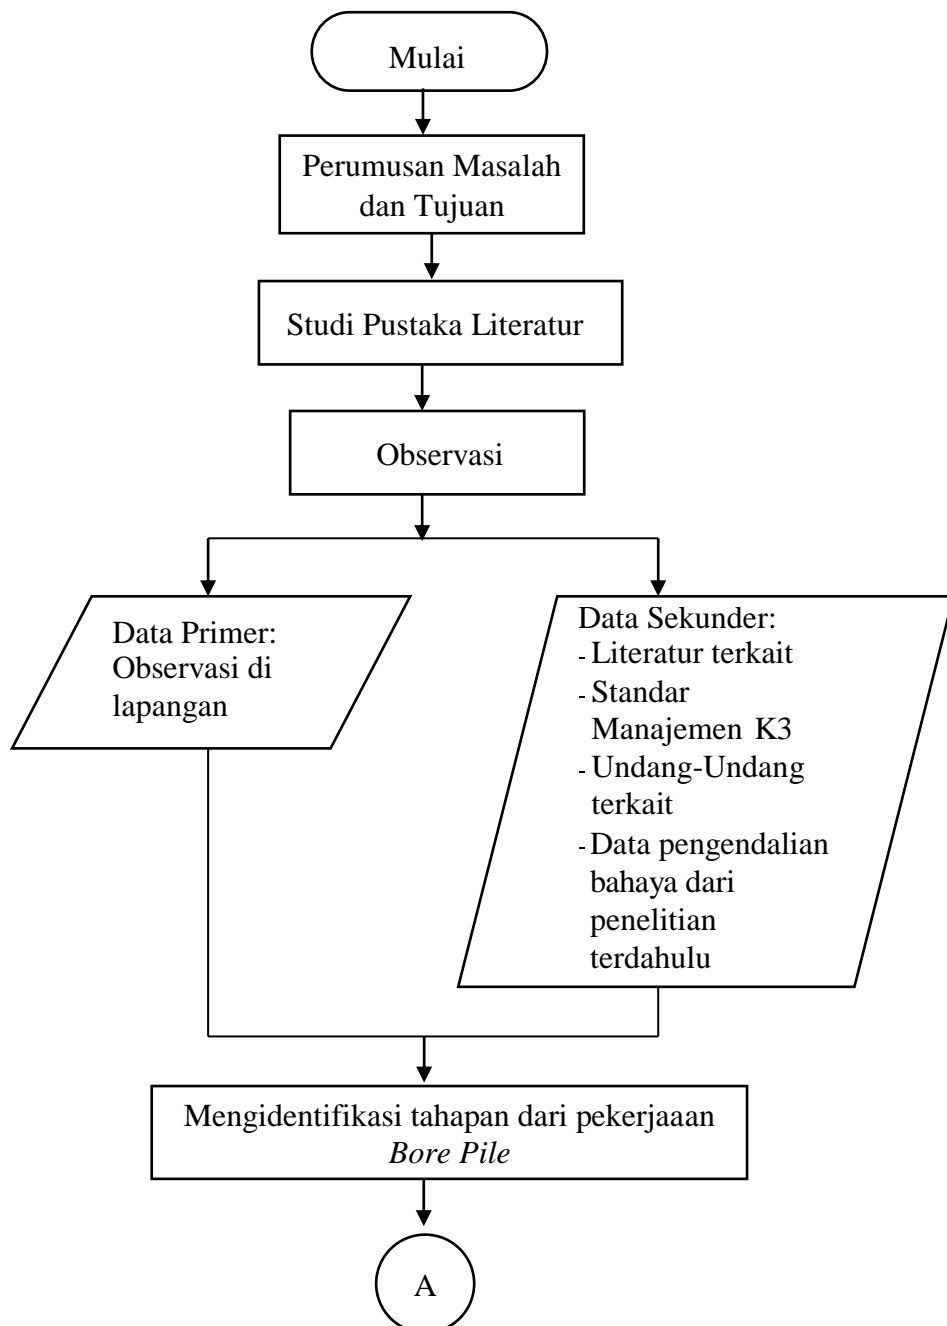 Mulai
Perumusan Masalah
dan Tujuan
Studi Pustaka Literatur
Observasi
Data Primer:
Observasi di
lapangan
Data Sekunder:
- Literatur terkait
- Standar
Manajemen K3
- Undang-Undang
terkait
- Data pengendalian
bahaya dari
penelitian
terdahulu
Mengidentifikasi tahapan dari pekerjaaan
Bore Pile
A